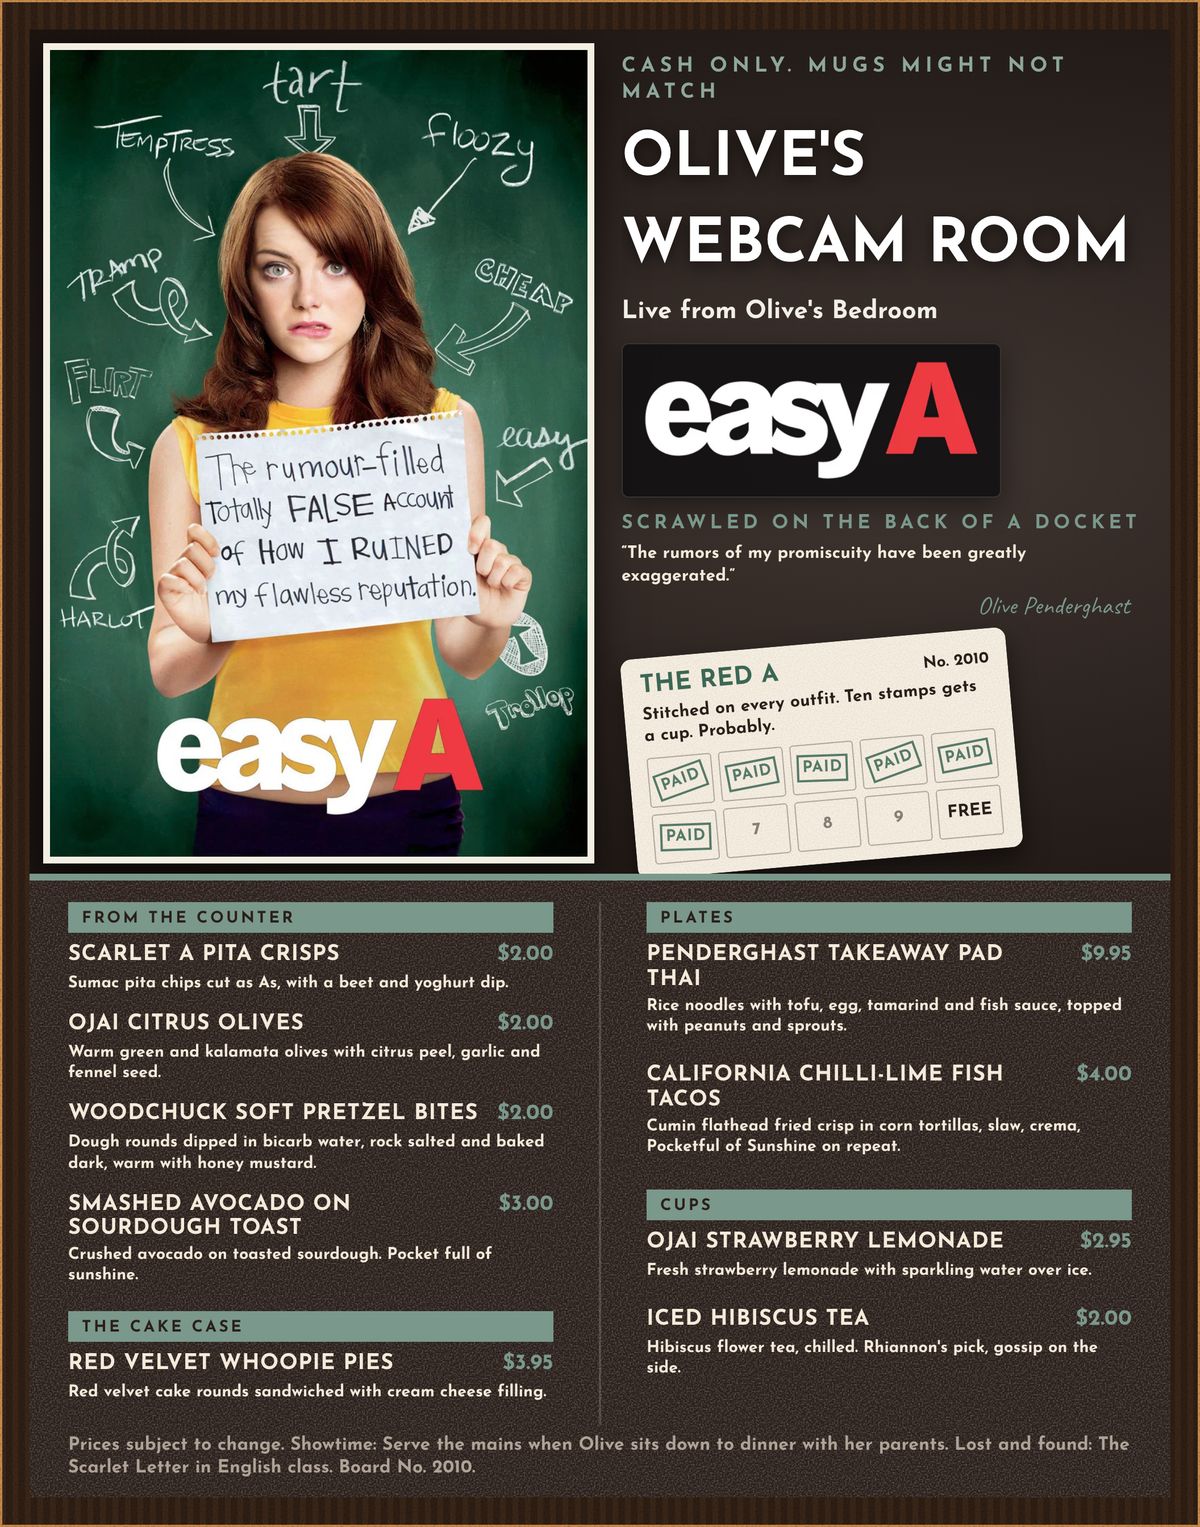 tart
TEMPTRESS
floozy
TRAMP
CHEAP
FLIRT
easy
HARLOT
Trollop
The rumour-filled
Totally FALSE Account
of How I RUINED
my flawless reputation.
easyA
CASH ONLY. MUGS MIGHT NOT
MATCH
OLIVE'S
WEBCAM ROOM
Live from Olive's Bedroom
easyA
SCRAWLED ON THE BACK OF A DOCKET
“The rumors of my promiscuity have been greatly
exaggerated.”
Olive Penderghast
THE RED A
No. 2010
Stitched on every outfit. Ten stamps gets
a cup. Probably.
PAID PAID PAID PAID PAID
PAID 7 8 9 FREE
FROM THE COUNTER
SCARLET A PITA CRISPS $2.00
Sumac pita chips cut as As, with a beet and yoghurt dip.
OJAI CITRUS OLIVES $2.00
Warm green and kalamata olives with citrus peel, garlic and
fennel seed.
WOODCHUCK SOFT PRETZEL BITES $2.00
Dough rounds dipped in bicarb water, rock salted and baked
dark, warm with honey mustard.
SMASHED AVOCADO ON $3.00
SOURDOUGH TOAST
Crushed avocado on toasted sourdough. Pocket full of
sunshine.
THE CAKE CASE
RED VELVET WHOOPIE PIES $3.95
Red velvet cake rounds sandwiched with cream cheese filling.
PLATES
PENDERGHAST TAKEAWAY PAD $9.95
THAI
Rice noodles with tofu, egg, tamarind and fish sauce, topped
with peanuts and sprouts.
CALIFORNIA CHILLI-LIME FISH $4.00
TACOS
Cumin flathead fried crisp in corn tortillas, slaw, crema,
Pocketful of Sunshine on repeat.
CUPS
OJAI STRAWBERRY LEMONADE $2.95
Fresh strawberry lemonade with sparkling water over ice.
ICED HIBISCUS TEA $2.00
Hibiscus flower tea, chilled. Rhiannon's pick, gossip on the
side.
Prices subject to change. Showtime: Serve the mains when Olive sits down to dinner with her parents. Lost and found: The
Scarlet Letter in English class. Board No. 2010.